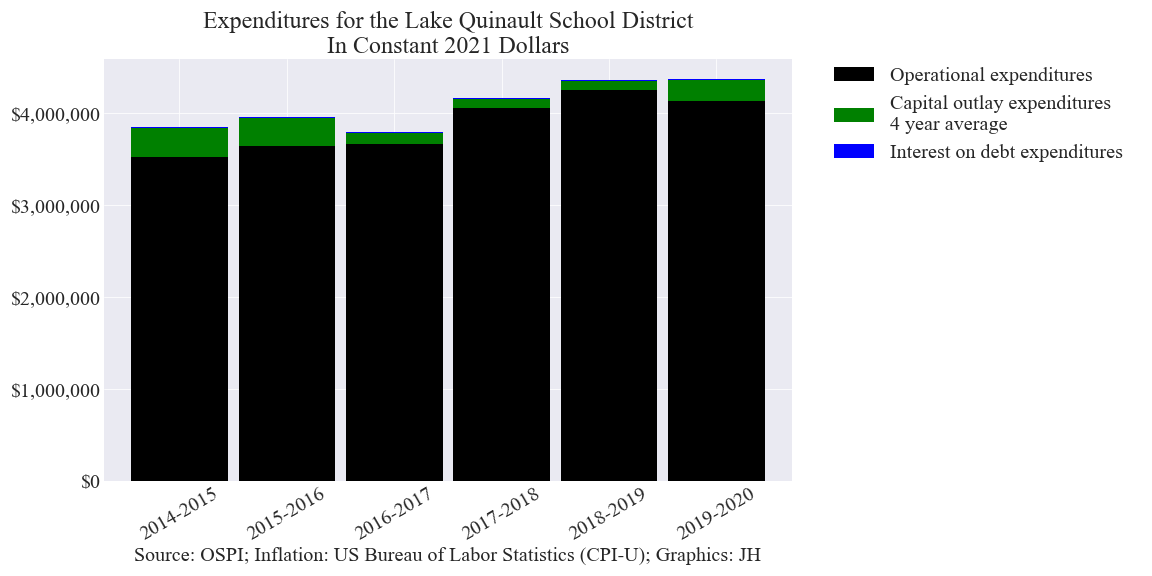 Expenditures for the Lake Quinault School District
In Constant 2021 Dollars
Operational expenditures
Capital outlay expenditures
4 year average
Interest on debt expenditures
$4,000,000
$3,000,000
$2,000,000
$1,000,000
$0
2014-2015
2015-2016
2016-2017
2017-2018
2018-2019
2019-2020
Source: OSPI; Inflation: US Bureau of Labor Statistics (CPI-U); Graphics: JH